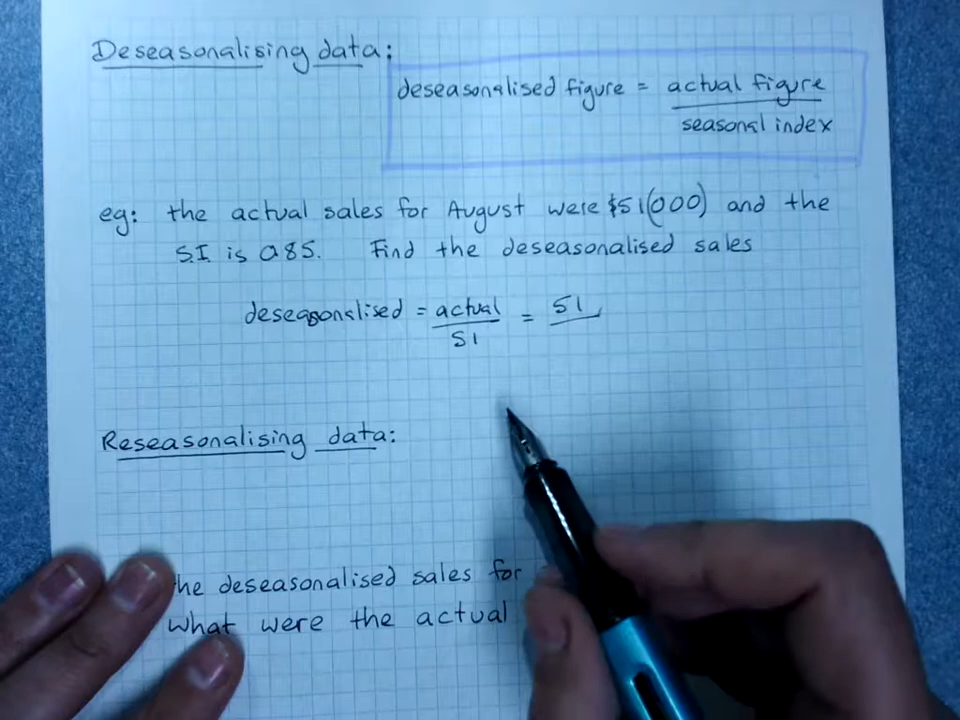 Deseasonalising data:
deseasonalised figure = actual figure
seasonal index
eg: the actual sales for August were $51(000) and the
SI is 0.85. Find the deseasonalised sales
deseasonalised = actual = 51
SI
Reseasonalising data:
he deseasonalised sales for
what were the actual